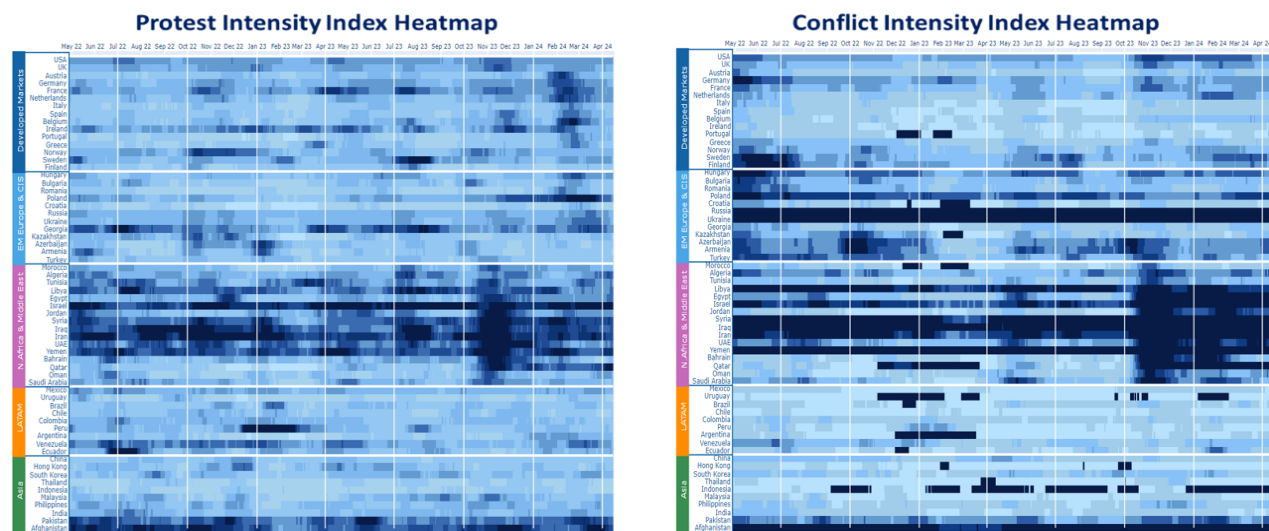 Protest Intensity Index Heatmap
May 22 Jun 22 Jul 22 Aug 22 Sep 22 Oct 22 Nov 22 Dec 22 Jan 23 Feb 23 Mar 23 Apr 23 May 23 Jun 23 Jul 23 Aug 23 Sep 23 Oct 23 Nov 23 Dec 23 Jan 24 Feb 24 Mar 24 Apr 24
Developed Markets
USA
UK
Austria
Germany
France
Netherlands
Italy
Spain
Belgium
Ireland
Portugal
Greece
Norway
Sweden
Finland
EM Europe & CIS
Hungary
Bulgaria
Romania
Poland
Croatia
Russia
Ukraine
Georgia
Kazakhstan
Azerbaijan
Armenia
Turkey
N Africa & Middle East
Morocco
Algeria
Tunisia
Libya
Egypt
Israel
Jordan
Syria
Iraq
Iran
UAE
Yemen
Bahrain
Qatar
Oman
Saudi Arabia
LATAM
Mexico
Uruguay
Brazil
Chile
Colombia
Peru
Argentina
Venezuela
Ecuador
Asia
China
Hong Kong
South Korea
Thailand
Indonesia
Malaysia
Philippines
India
Pakistan
Afghanistan
Conflict Intensity Index Heatmap
May 22 Jun 22 Jul 22 Aug 22 Sep 22 Oct 22 Nov 22 Dec 22 Jan 23 Feb 23 Mar 23 Apr 23 May 23 Jun 23 Jul 23 Aug 23 Sep 23 Oct 23 Nov 23 Dec 23 Jan 24 Feb 24 Mar 24
Developed Markets
USA
UK
Austria
Germany
France
Netherlands
Italy
Spain
Belgium
Ireland
Portugal
Greece
Norway
Sweden
Finland
EM Europe & CIS
Hungary
Bulgaria
Romania
Poland
Croatia
Russia
Ukraine
Georgia
Kazakhstan
Azerbaijan
Armenia
Turkey
N Africa & Middle East
Morocco
Algeria
Tunisia
Libya
Egypt
Israel
Jordan
Syria
Iraq
Iran
UAE
Yemen
Bahrain
Qatar
Oman
Saudi Arabia
LATAM
Mexico
Uruguay
Brazil
Chile
Colombia
Peru
Argentina
Venezuela
Ecuador
Asia
China
Hong Kong
South Korea
Thailand
Indonesia
Malaysia
Philippines
India
Pakistan
Afghanistan